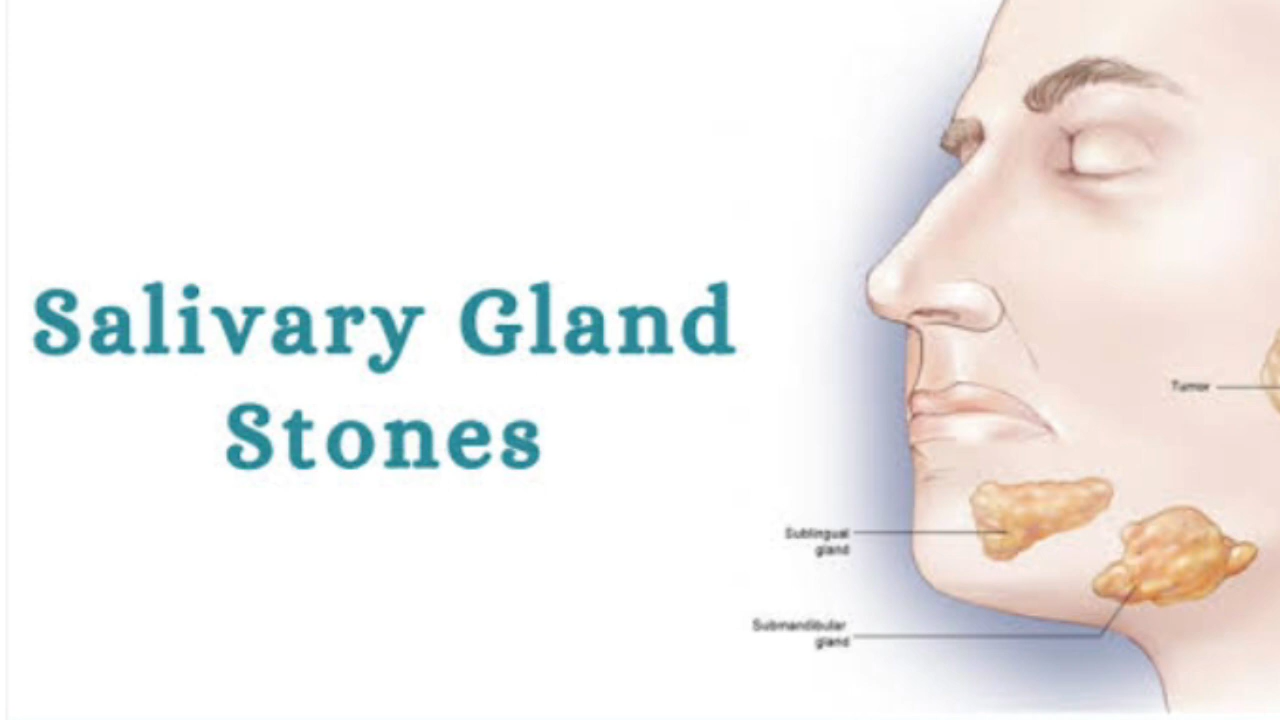 Salivary Gland
Stones
Tumor
Sublingual
gland
Submandibular
gland